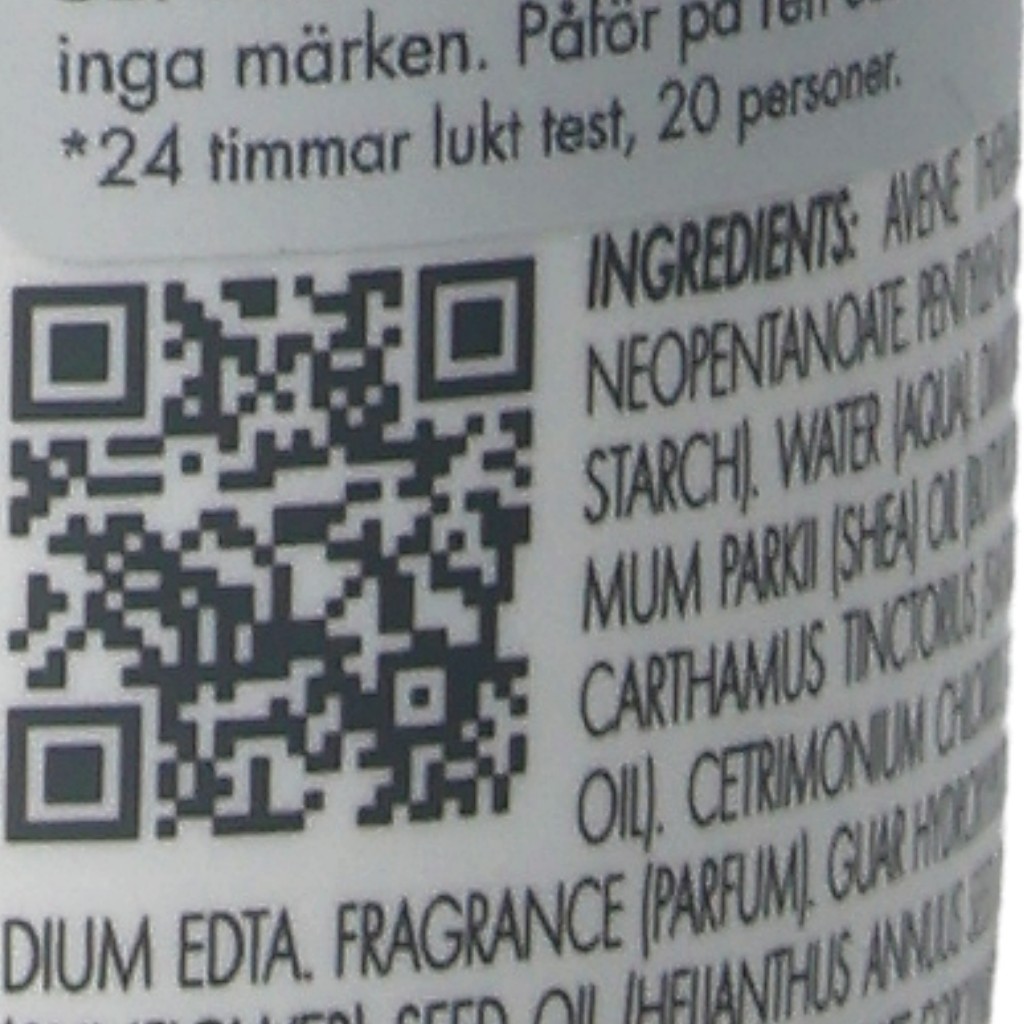 inga märken. Påför på ren
*24 timmar lukt test, 20 personer.
INGREDIENTS: AVENE
NEOPENTANOATE
STARCH). WATER (AQUA).
MUM PARKII (SHEA) OIL
CARTHAMUS TINCTORIUS
OIL). CETRIMONIUM
DIUM EDTA. FRAGRANCE (PARFUM). GUAR
SEED OIL (HELIANTHUS ANNUUS